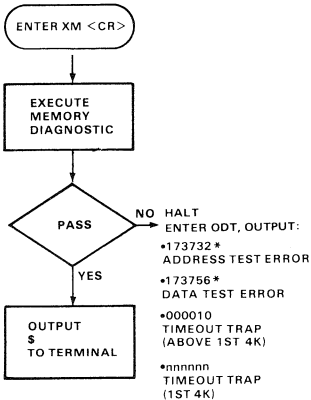 ENTER XM <CR>
EXECUTE
MEMORY
DIAGNOSTIC
PASS
NO HALT
ENTER ODT, OUTPUT:
•173732*
ADDRESS TEST ERROR
•173756*
DATA TEST ERROR
•000010
TIMEOUT TRAP
(ABOVE 1ST 4K)
•nnnnnn
TIMEOUT TRAP
(1ST 4K)
YES
OUTPUT
$
TO TERMINAL